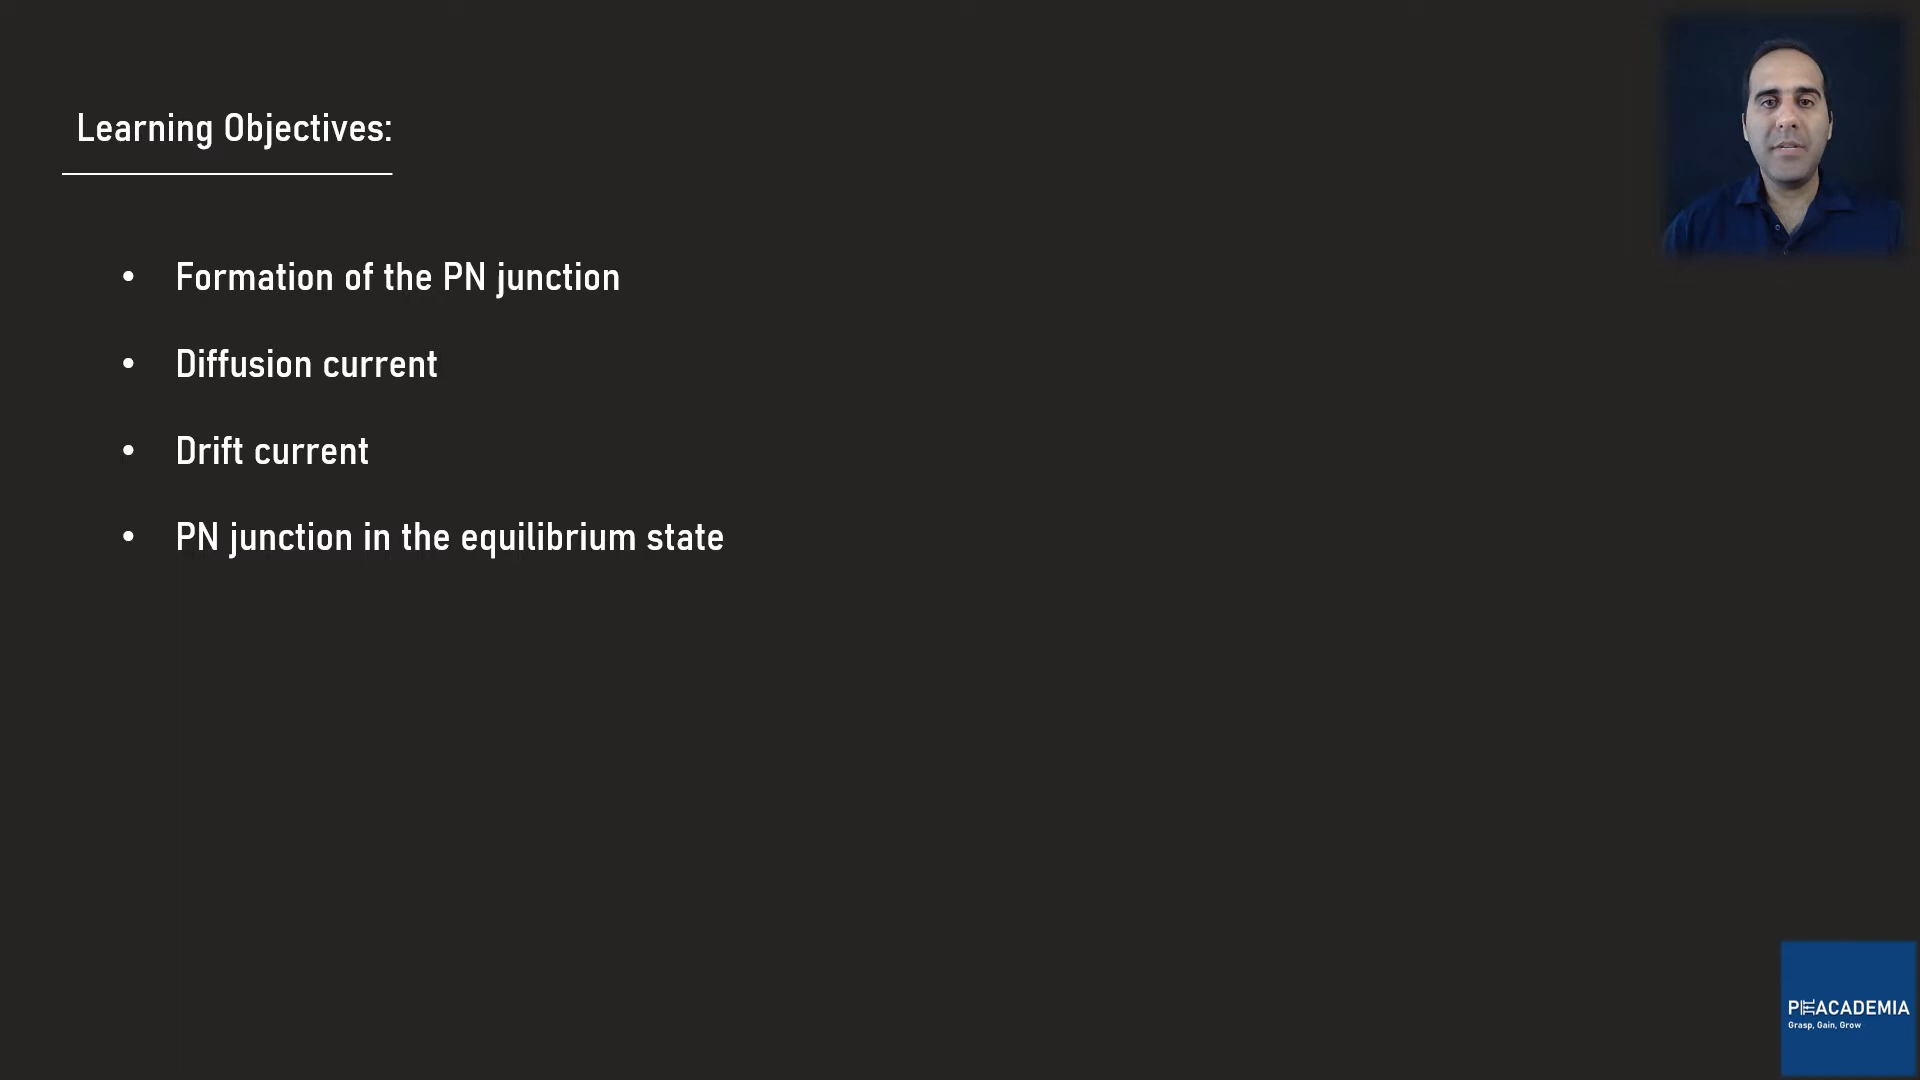 Learning Objectives:
• Formation of the PN junction
• Diffusion current
• Drift current
• PN junction in the equilibrium state
Grasp, Gain, Grow